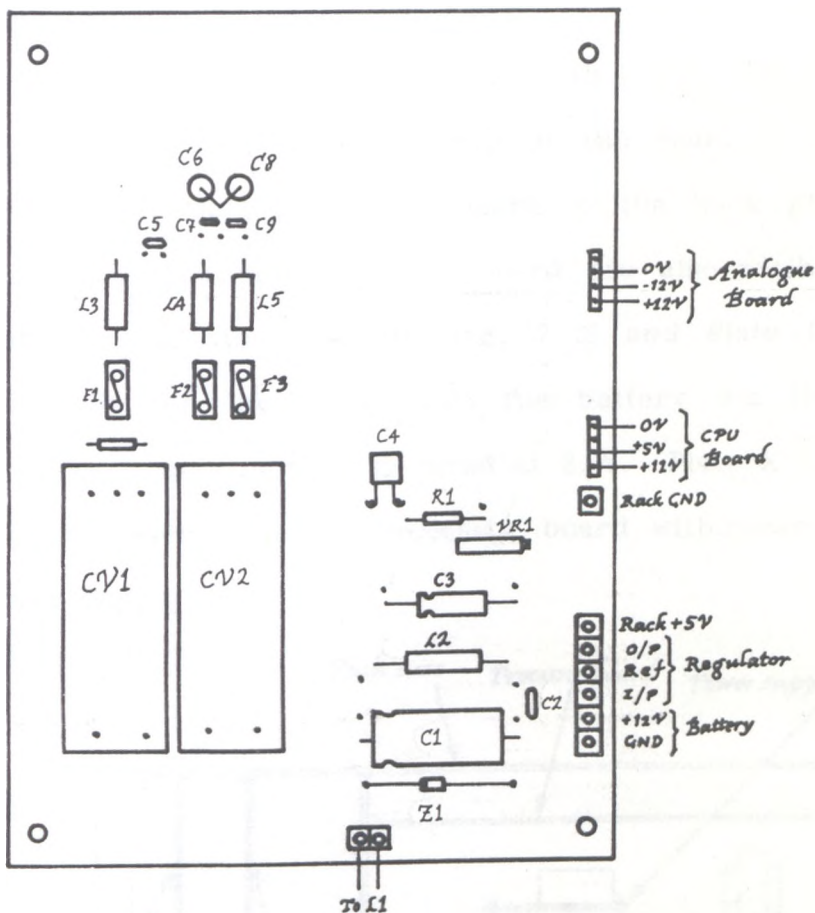 C6
C8
C5
C7
C9
L3
L4
L5
0V
-12V
+12V
Analogue
Board
F1
F2
F3
C4
0V
+5V
+12V
CPU
Board
R1
Rack GND
VR1
CV1
CV2
C3
Rack +5V
L2
O/P
Ref
I/P
Regulator
C2
C1
+12V
GND
Battery
Z1
To L1